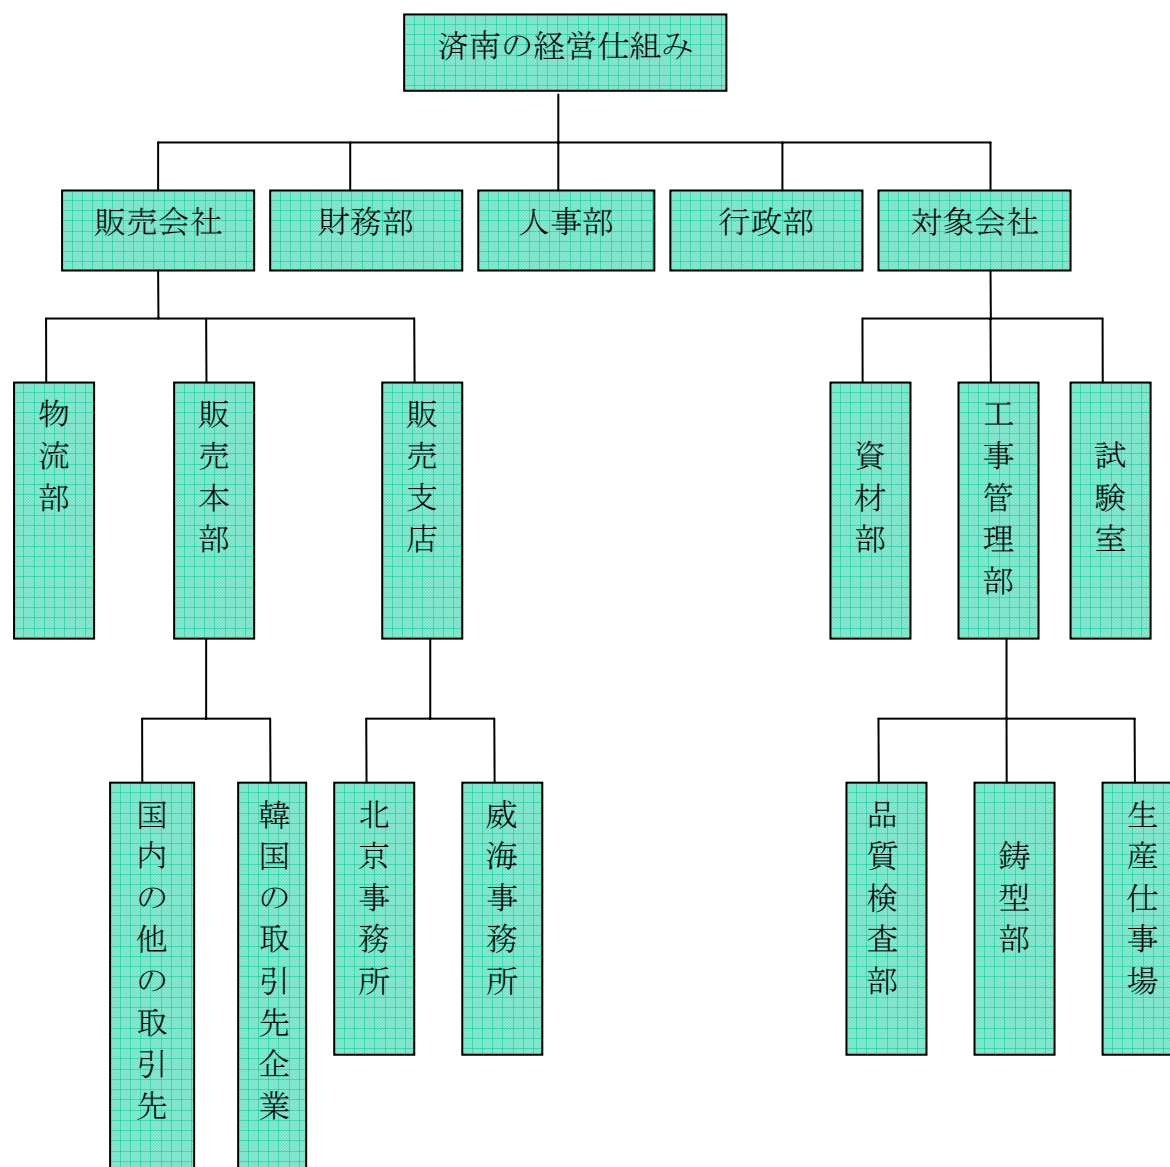 済南の経営仕組み
販売会社
財務部
人事部
行政部
対象会社
物流部
販売本部
販売支店
資材部
工事管理部
試験室
国内の他の取引先
韓国の取引先企業
北京事務所
威海事務所
品質検査部
鋳型部
生産仕事場